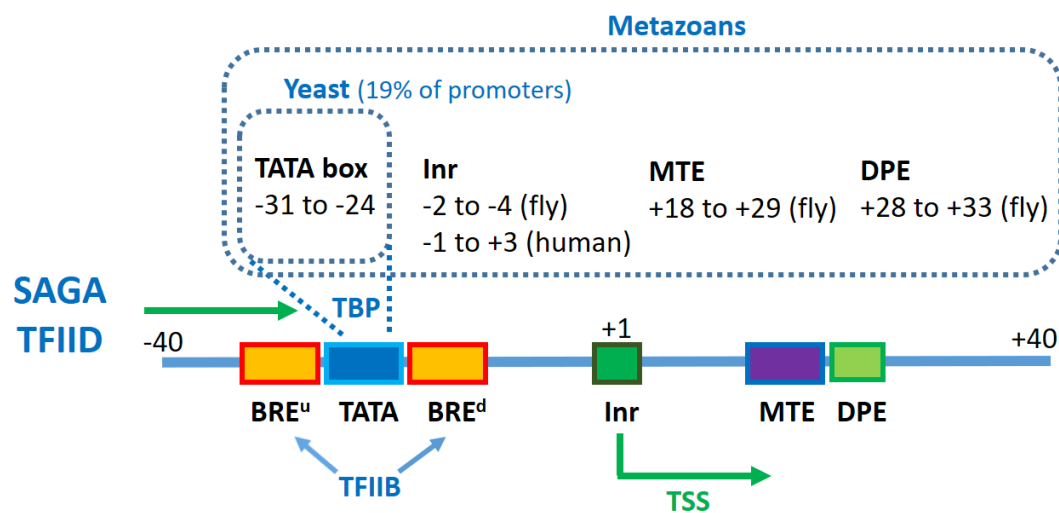 Metazoans
Yeast (19% of promoters)
TATA box
-31 to -24
Inr
-2 to -4 (fly)
-1 to +3 (human)
MTE
+18 to +29 (fly)
DPE
+28 to +33 (fly)
SAGA
TFIID
TBP
-40
+1
+40
BREᵘ
TATA
BREᵈ
Inr
MTE
DPE
TFIIB
TSS